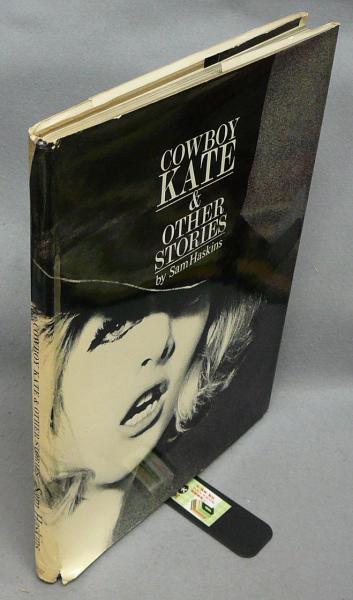 COWBOY
KATE
&
OTHER
STORIES
by Sam Haskins
COWBOY KATE & OTHER STORIES Sam Haskins